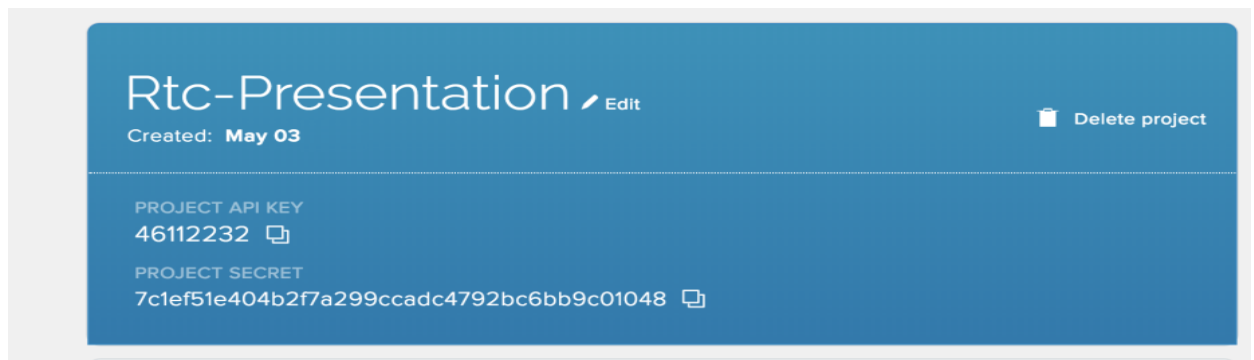 Rtc-Presentation Edit
Delete project
Created: May 03
PROJECT API KEY
46112232
PROJECT SECRET
7c1ef51e404b2f7a299ccadc4792bc6bb9c01048